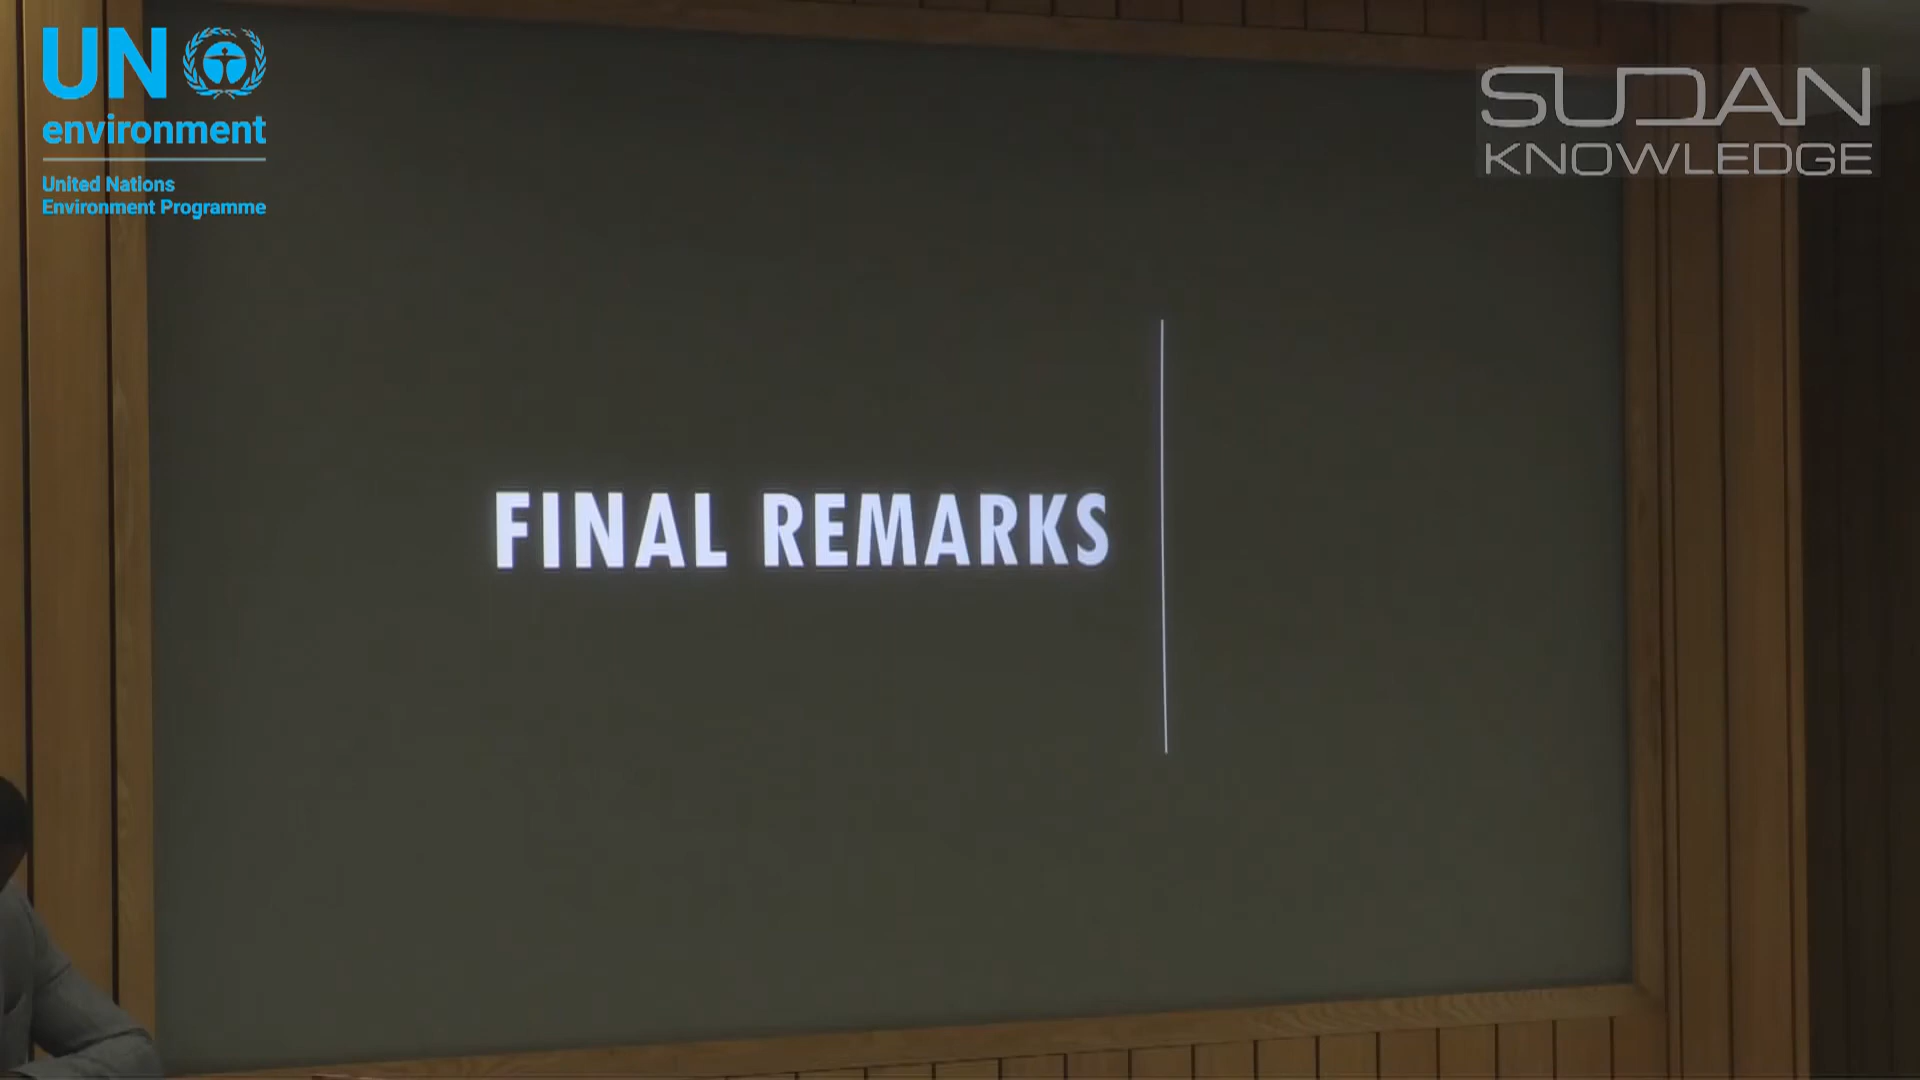 UN
environment
United Nations
Environment Programme
SUDAN
KNOWLEDGE
FINAL REMARKS